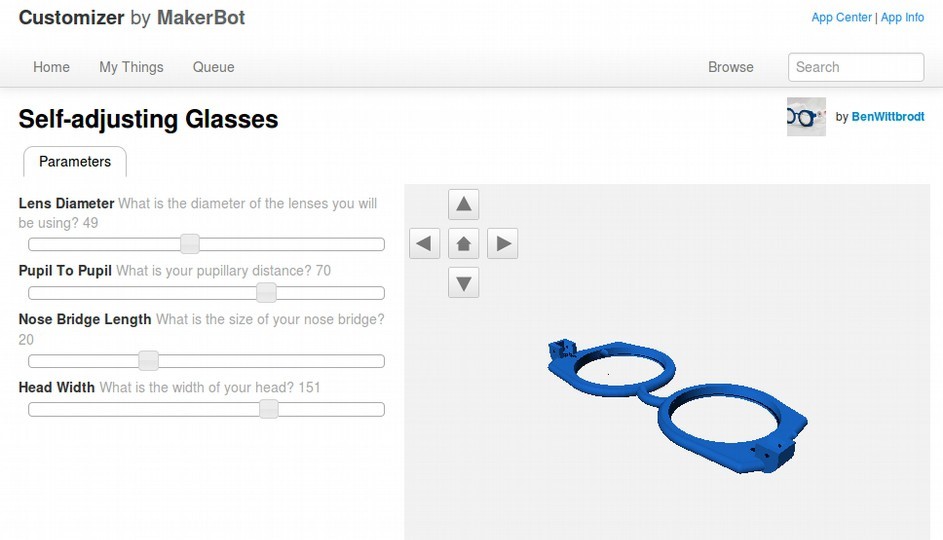 Customizer by MakerBot
App Center | App Info
Home My Things Queue Browse Search
Self-adjusting Glasses
by BenWittbrodt
Parameters
Lens Diameter What is the diameter of the lenses you will
be using? 49
Pupil To Pupil What is your pupillary distance? 70
Nose Bridge Length What is the size of your nose bridge?
20
Head Width What is the width of your head? 151